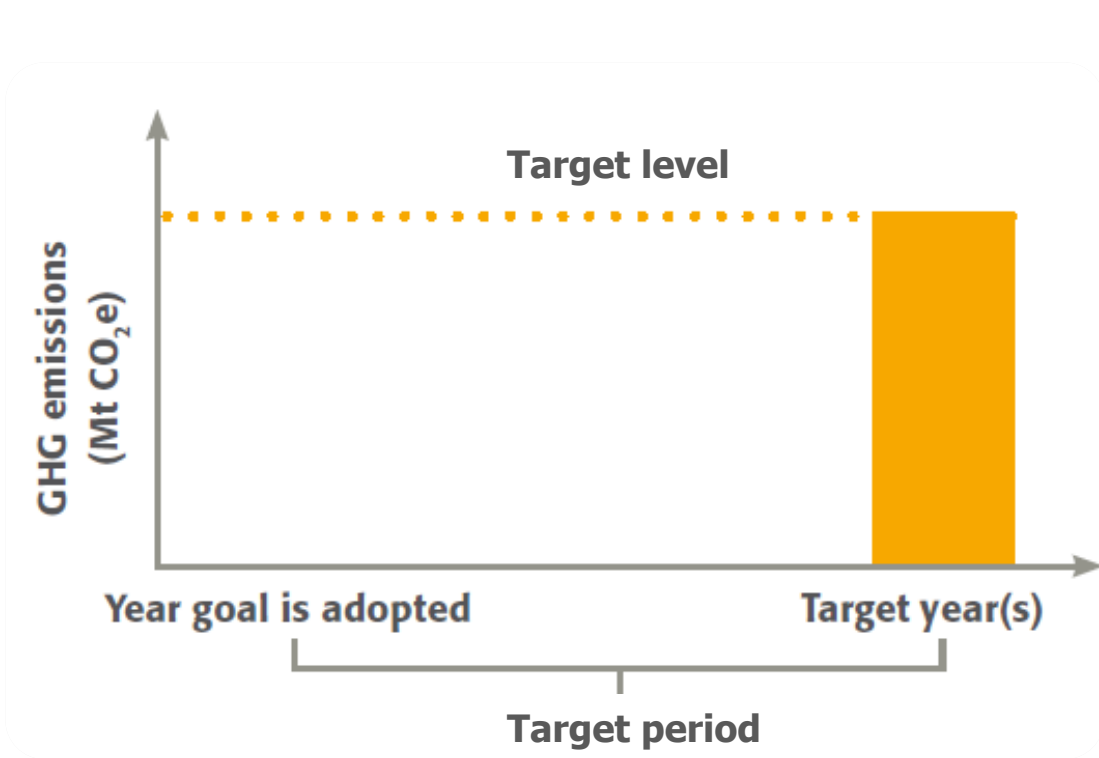 Target level
GHG emissions
(Mt CO₂e)
Year goal is adopted
Target year(s)
Target period